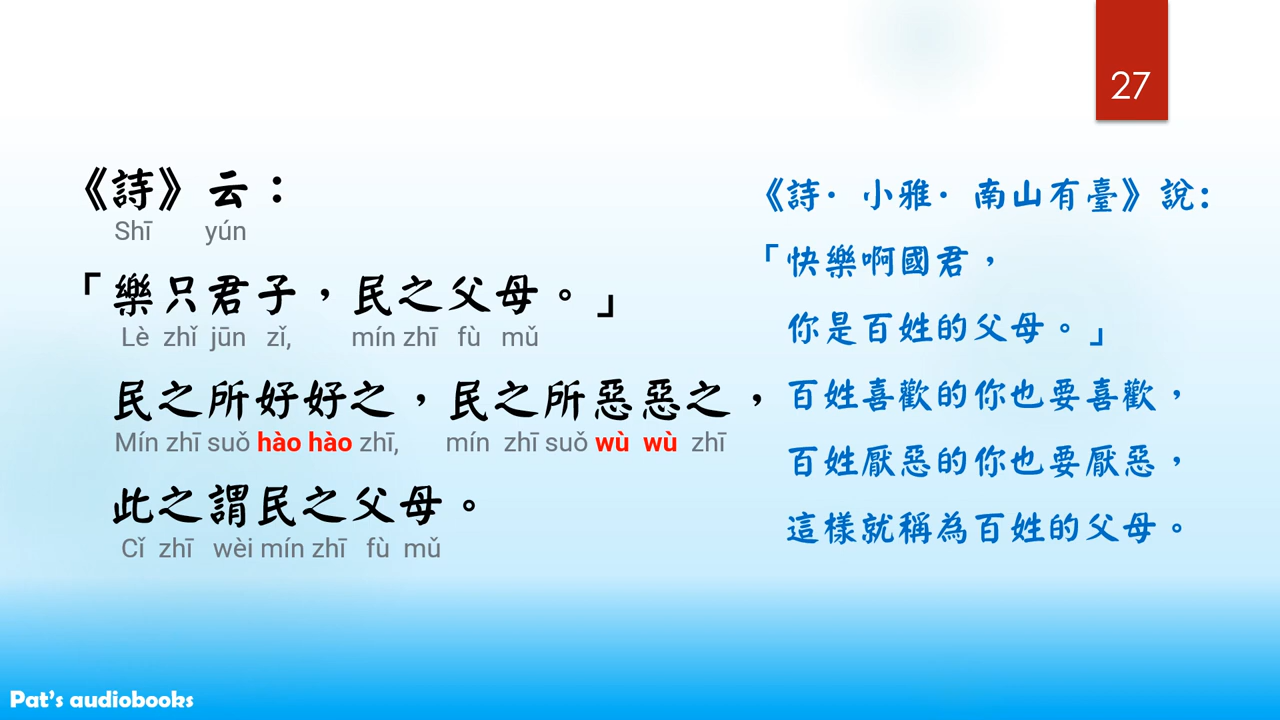 27
《詩》云：
Shī yún
「樂只君子，民之父母。」
Lè zhǐ jūn zǐ, mín zhī fù mǔ
民之所好好之，民之所惡惡之，
Mín zhī suǒ hào hào zhī, mín zhī suǒ wù wù zhī
此之謂民之父母。
Cǐ zhī wèi mín zhī fù mǔ
《詩·小雅·南山有臺》說:
「快樂啊國君，
你是百姓的父母。」
百姓喜歡的你也要喜歡，
百姓厭惡的你也要厭惡，
這樣就稱為百姓的父母。
Pat's audiobooks